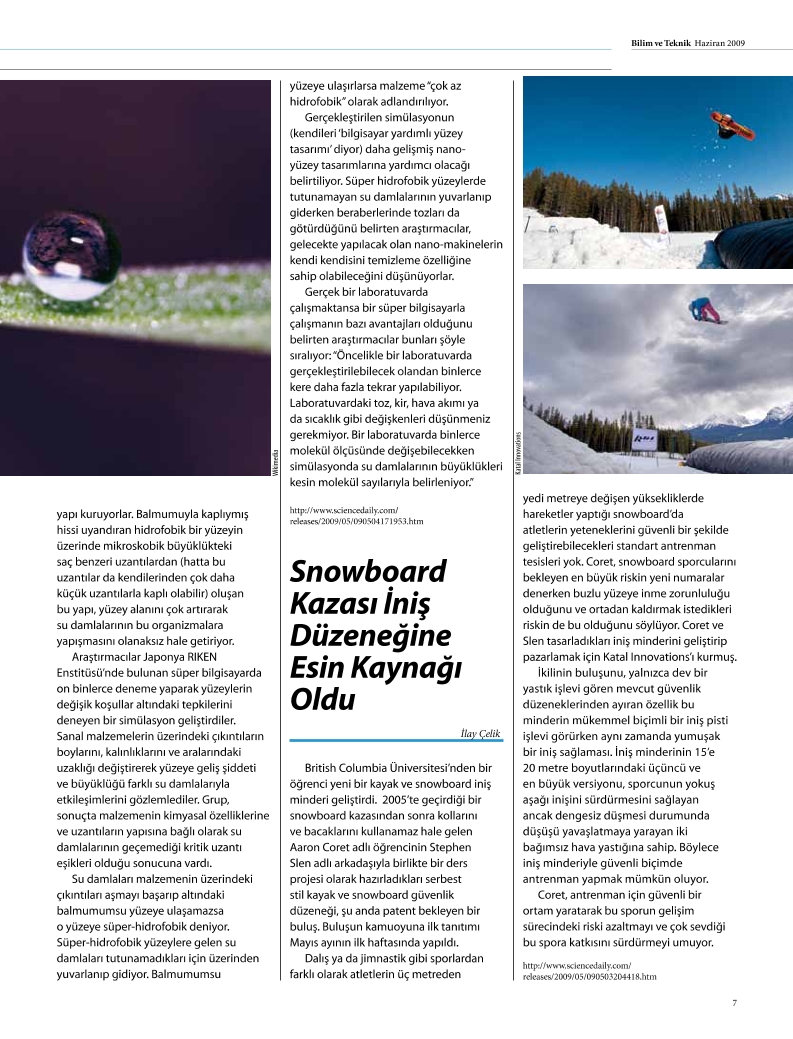 Bilim ve Teknik Haziran 2009
Wikimedia
yapı kuruyorlar. Balmumuyla kaplıymış
hissi uyandıran hidrofobik bir yüzeyin
üzerinde mikroskobik büyüklükteki
saç benzeri uzantılardan (hatta bu
uzantılar da kendilerinden çok daha
küçük uzantılarla kaplı olabilir) oluşan
bu yapı, yüzey alanını çok artırarak
su damlalarının bu organizmalara
yapışmasını olanaksız hale getiriyor.
Araştırmacılar Japonya RIKEN
Enstitüsü’nde bulunan süper bilgisayarda
on binlerce deneme yaparak yüzeylerin
değişik koşullar altındaki tepkilerini
deneyen bir simülasyon geliştirdiler.
Sanal malzemelerin üzerindeki çıkıntıların
boylarını, kalınlıklarını ve aralarındaki
uzaklığı değiştirerek yüzeye geliş şiddeti
ve büyüklüğü farklı su damlalarıyla
etkileşimlerini gözlemlediler. Grup,
sonuçta malzemenin kimyasal özelliklerine
ve uzantıların yapısına bağlı olarak su
damlalarının geçemediği kritik uzantı
eşikleri olduğu sonucuna vardı.
Su damlaları malzemenin üzerindeki
çıkıntıları aşmayı başarıp altındaki
balmumumsu yüzeye ulaşamazsa
o yüzeye süper-hidrofobik deniyor.
Süper-hidrofobik yüzeylere gelen su
damlaları tutunamadıkları için üzerinden
yuvarlanıp gidiyor. Balmumumsu
yüzeye ulaşırlarsa malzeme “çok az
hidrofobik” olarak adlandırılıyor.
Gerçekleştirilen simülasyonun
(kendileri ‘bilgisayar yardımlı yüzey
tasarımı’ diyor) daha gelişmiş nano-
yüzey tasarımlarına yardımcı olacağı
belirtiliyor. Süper hidrofobik yüzeylerde
tutunamayan su damlalarının yuvarlanıp
giderken beraberlerinde tozları da
götürdüğünü belirten araştırmacılar,
gelecekte yapılacak olan nano-makinelerin
kendi kendisini temizleme özelliğine
sahip olabileceğini düşünüyorlar.
Gerçek bir laboratuvarda
çalışmaktansa bir süper bilgisayarla
çalışmanın bazı avantajları olduğunu
belirten araştırmacılar bunları şöyle
sıralıyor: “Öncelikle bir laboratuvarda
gerçekleştirilebilecek olandan binlerce
kere daha fazla tekrar yapılabiliyor.
Laboratuvardaki toz, kir, hava akımı ya
da sıcaklık gibi değişkenleri düşünmeniz
gerekmiyor. Bir laboratuvarda binlerce
molekül ölçüsünde değişebilecekken
simülasyonda su damlalarının büyüklükleri
kesin molekül sayılarıyla belirleniyor.”
http://www.sciencedaily.com/
releases/2009/05/090504171953.htm
Snowboard
Kazası İniş
Düzeneğine
Esin Kaynağı
Oldu
İlay Çelik
British Columbia Üniversitesi’nden bir
öğrenci yeni bir kayak ve snowboard iniş
minderi geliştirdi. 2005’te geçirdiği bir
snowboard kazasından sonra kollarını
ve bacaklarını kullanamaz hale gelen
Aaron Coret adlı öğrencinin Stephen
Slen adlı arkadaşıyla birlikte bir ders
projesi olarak hazırladıkları serbest
stil kayak ve snowboard güvenlik
düzeneği, şu anda patent bekleyen bir
buluş. Buluşun kamuoyuna ilk tanıtımı
Mayıs ayının ilk haftasında yapıldı.
Dalış ya da jimnastik gibi sporlardan
farklı olarak atletlerin üç metreden
Katal Innovations
yedi metreye değişen yüksekliklerde
hareketler yaptığı snowboard’da
atletlerin yeteneklerini güvenli bir şekilde
geliştirebilecekleri standart antrenman
tesisleri yok. Coret, snowboard sporcularını
bekleyen en büyük riskin yeni numaralar
denerken buzlu yüzeye inme zorunluluğu
olduğunu ve ortadan kaldırmak istedikleri
riskin de bu olduğunu söylüyor. Coret ve
Slen tasarladıkları iniş minderini geliştirip
pazarlamak için Katal Innovations’ı kurmuş.
İkilinin buluşunu, yalnızca dev bir
yastık işlevi gören mevcut güvenlik
düzeneklerinden ayıran özellik bu
minderin mükemmel biçimli bir iniş pisti
işlevi görürken aynı zamanda yumuşak
bir iniş sağlaması. İniş minderinin 15’e
20 metre boyutlarındaki üçüncü ve
en büyük versiyonu, sporcunun yokuş
aşağı inişini sürdürmesini sağlayan
ancak dengesiz düşmesi durumunda
düşüşü yavaşlatmaya yarayan iki
bağımsız hava yastığına sahip. Böylece
iniş minderiyle güvenli biçimde
antrenman yapmak mümkün oluyor.
Coret, antrenman için güvenli bir
ortam yaratarak bu sporun gelişim
sürecindeki riski azaltmayı ve çok sevdiği
bu spora katkısını sürdürmeyi umuyor.
http://www.sciencedaily.com/
releases/2009/05/090503204418.htm
7